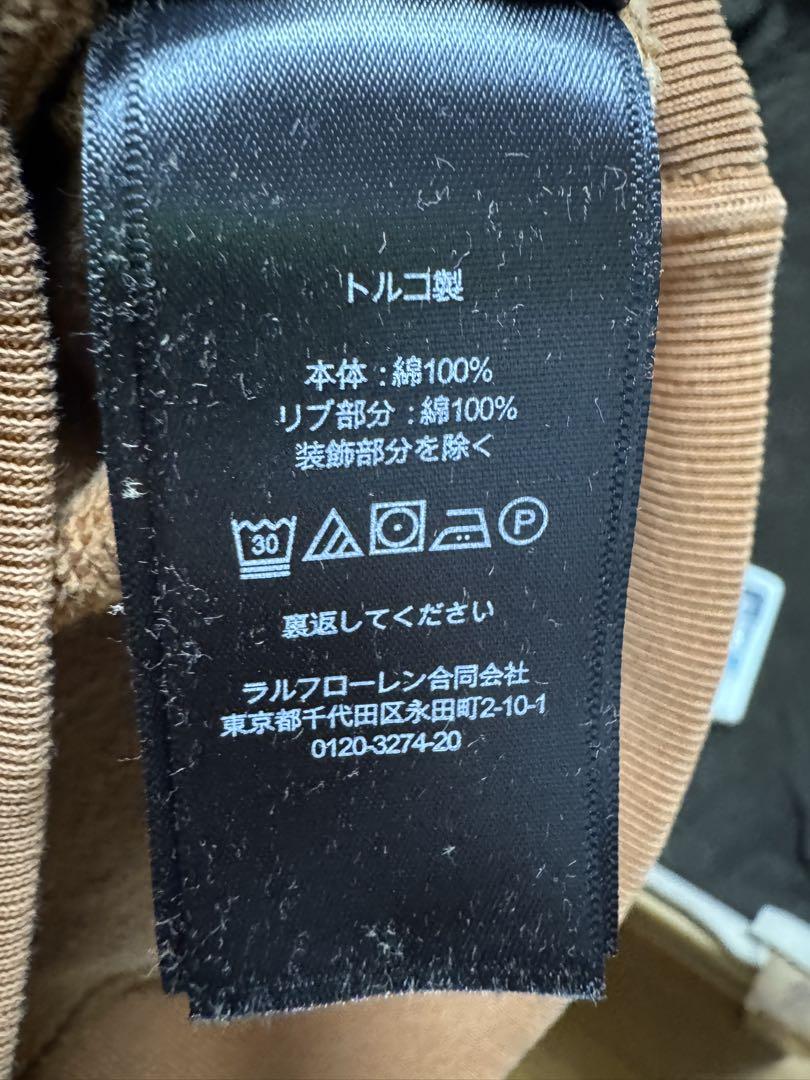 トルコ製
本体 : 綿100%
リブ部分 : 綿100%
装飾部分を除く
30
P
裏返してください
ラルフローレン合同会社
東京都千代田区永田町2-10-1
0120-3274-20